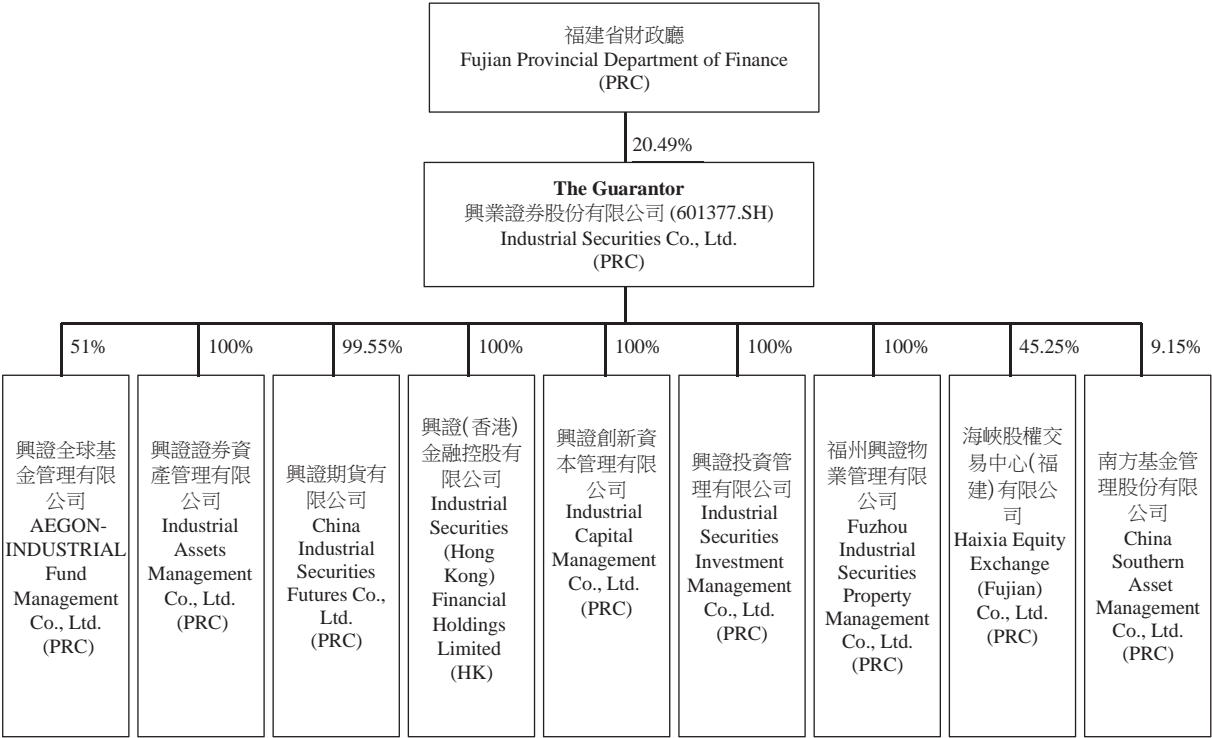 福建省財政廳
Fujian Provincial Department of Finance
(PRC)
20.49%
The Guarantor
興業證券股份有限公司 (601377.SH)
Industrial Securities Co., Ltd.
(PRC)
51%
100%
99.55%
100%
100%
100%
100%
45.25%
9.15%
興證全球基
金管理有限
公司
AEGON-
INDUSTRIAL
Fund
Management
Co., Ltd.
(PRC)
興證證券資
產管理有限
公司
Industrial
Assets
Management
Co., Ltd.
(PRC)
興證期貨有
限公司
China
Industrial
Securities
Futures Co.,
Ltd.
(PRC)
興證(香港)
金融控股有
限公司
Industrial
Securities
(Hong
Kong)
Financial
Holdings
Limited
(HK)
興證創新資
本管理有限
公司
Industrial
Capital
Management
Co., Ltd.
(PRC)
興證投資管
理有限公司
Industrial
Securities
Investment
Management
Co., Ltd.
(PRC)
福州興證物
業管理有限
公司
Fuzhou
Industrial
Securities
Property
Management
Co., Ltd.
(PRC)
海峽股權交
易中心(福
建)有限公
司
Haixia Equity
Exchange
(Fujian)
Co., Ltd.
(PRC)
南方基金管
理股份有限
公司
China
Southern
Asset
Management
Co., Ltd.
(PRC)